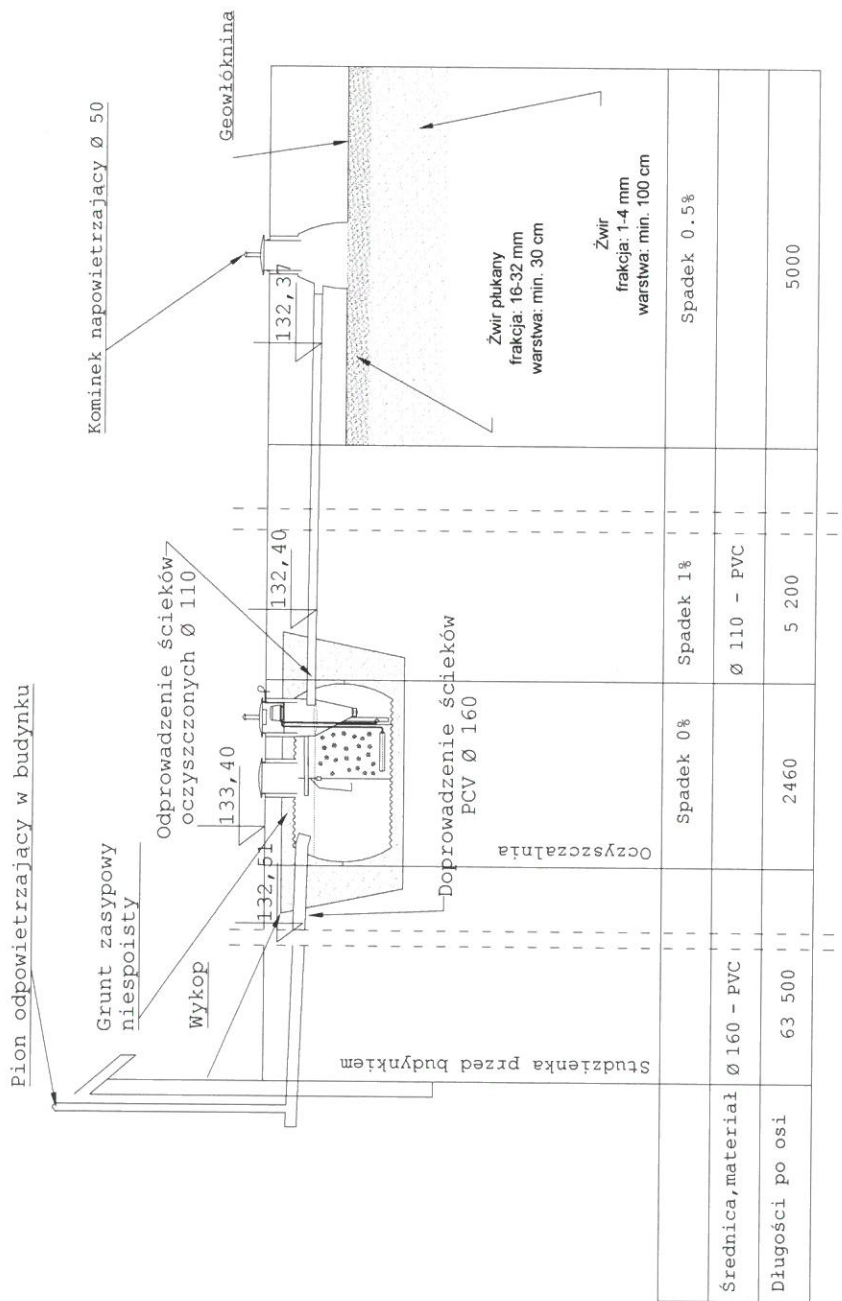 Pion odpowietrzający w budynku
Kominek napowietrzający Ø 50
Geowłóknina
Grunt zasypowy
niespoisty
Wykop
Odprowadzenie ścieków
oczyszczonych Ø 110
133,40
132,51
132,40
132,37
Doprowadzenie ścieków
PCV Ø 160
Żwir płukany
frakcja: 16-32 mm
warstwa: min. 30 cm
Żwir
frakcja: 1-4 mm
warstwa: min. 100 cm
Studzienka przed budynkiem
Oczyszczalnia
Spadek 0%
Spadek 1%
Spadek 0.5%
Średnica,materiał
Ø 160 - PVC
Ø 110 - PVC
Długości po osi
63 500
2460
5 200
5000